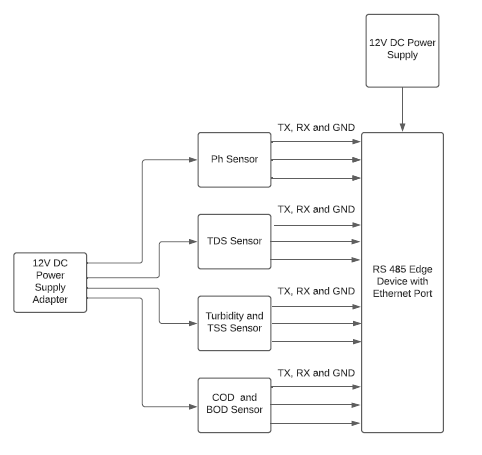 12V DC Power
Supply
TX, RX and GND
Ph Sensor
TX, RX and GND
TDS Sensor
12V DC
Power
Supply
Adapter
RS 485 Edge
Device with
Ethernet Port
TX, RX and GND
Turbidity and
TSS Sensor
TX, RX and GND
COD and
BOD Sensor